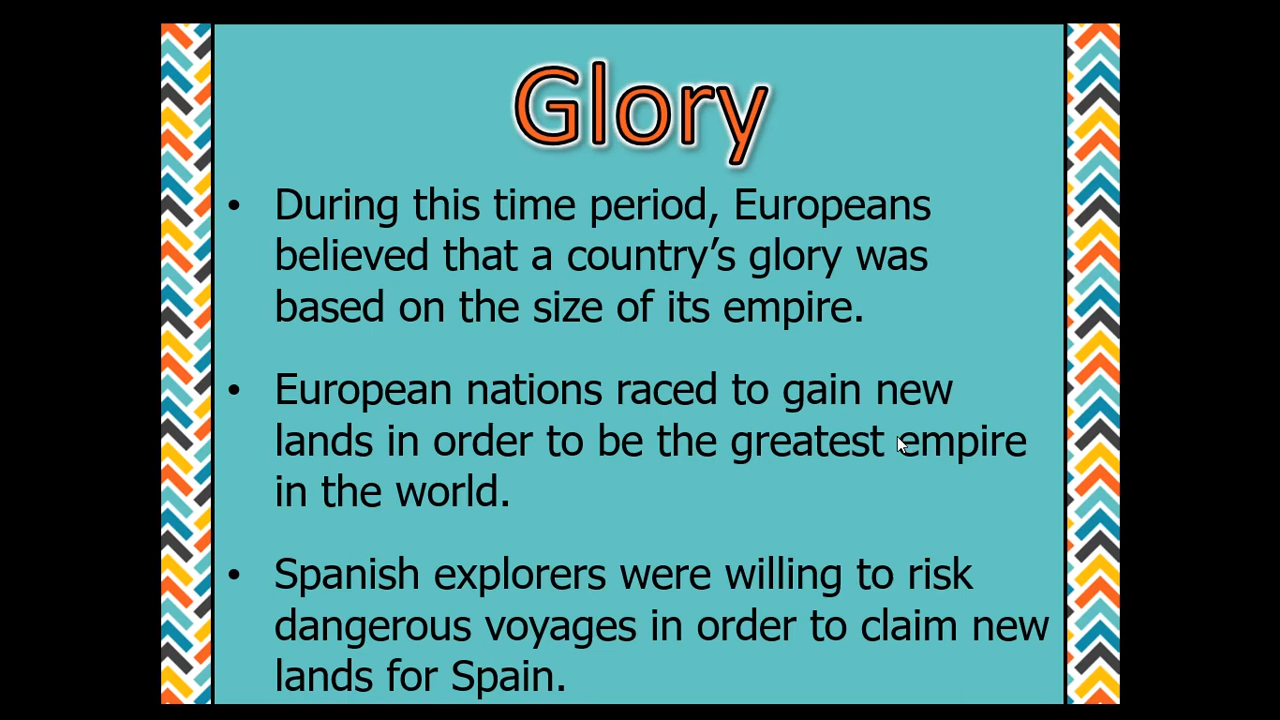 Glory
• During this time period, Europeans
believed that a country’s glory was
based on the size of its empire.
• European nations raced to gain new
lands in order to be the greatest empire
in the world.
• Spanish explorers were willing to risk
dangerous voyages in order to claim new
lands for Spain.